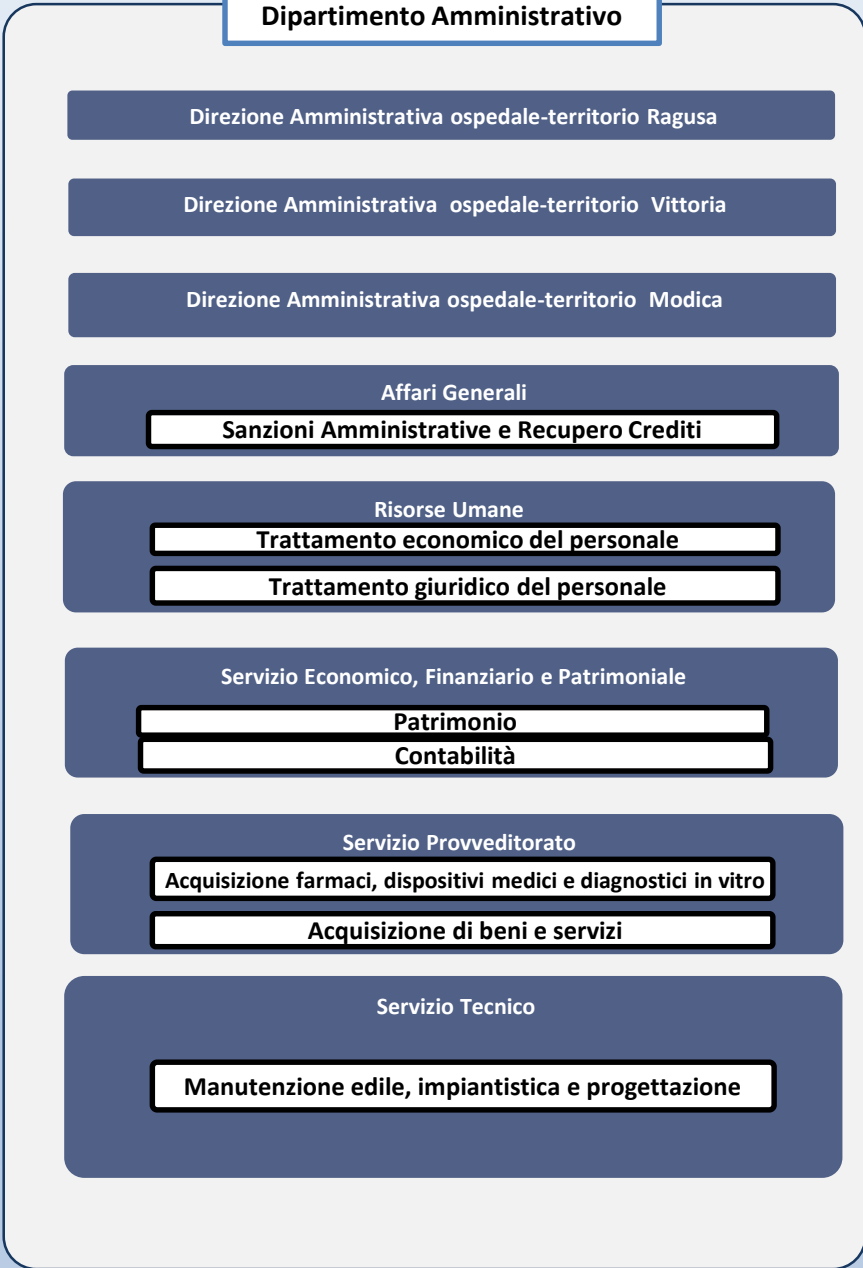 Dipartimento Amministrativo
Direzione Amministrativa ospedale-territorio Ragusa
Direzione Amministrativa ospedale-territorio Vittoria
Direzione Amministrativa ospedale-territorio Modica
Affari Generali
Sanzioni Amministrative e Recupero Crediti
Risorse Umane
Trattamento economico del personale
Trattamento giuridico del personale
Servizio Economico, Finanziario e Patrimoniale
Patrimonio
Contabilità
Servizio Provveditorato
Acquisizione farmaci, dispositivi medici e diagnostici in vitro
Acquisizione di beni e servizi
Servizio Tecnico
Manutenzione edile, impiantistica e progettazione